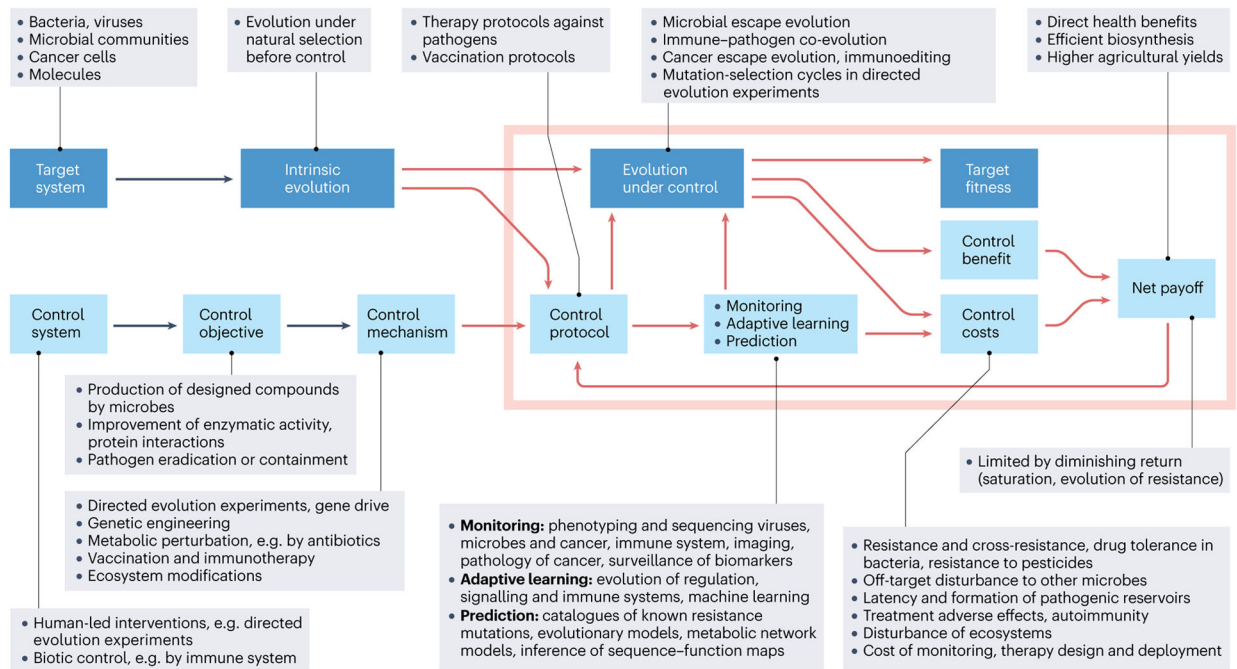 • Bacteria, viruses
• Microbial communities
• Cancer cells
• Molecules
• Evolution under
natural selection
before control
• Therapy protocols against
pathogens
• Vaccination protocols
• Microbial escape evolution
• Immune–pathogen co-evolution
• Cancer escape evolution, immunoediting
• Mutation-selection cycles in directed
evolution experiments
• Direct health benefits
• Efficient biosynthesis
• Higher agricultural yields
Target
system
Intrinsic
evolution
Evolution
under control
Target
fitness
Control
benefit
Net payoff
Control
system
Control
objective
Control
mechanism
Control
protocol
• Monitoring
• Adaptive learning
• Prediction
Control
costs
• Production of designed compounds
by microbes
• Improvement of enzymatic activity,
protein interactions
• Pathogen eradication or containment
• Directed evolution experiments, gene drive
• Genetic engineering
• Metabolic perturbation, e.g. by antibiotics
• Vaccination and immunotherapy
• Ecosystem modifications
• Human-led interventions, e.g. directed
evolution experiments
• Biotic control, e.g. by immune system
• Monitoring: phenotyping and sequencing viruses,
microbes and cancer, immune system, imaging,
pathology of cancer, surveillance of biomarkers
• Adaptive learning: evolution of regulation,
signalling and immune systems, machine learning
• Prediction: catalogues of known resistance
mutations, evolutionary models, metabolic network
models, inference of sequence–function maps
• Limited by diminishing return
(saturation, evolution of resistance)
• Resistance and cross-resistance, drug tolerance in
bacteria, resistance to pesticides
• Off-target disturbance to other microbes
• Latency and formation of pathogenic reservoirs
• Treatment adverse effects, autoimmunity
• Disturbance of ecosystems
• Cost of monitoring, therapy design and deployment